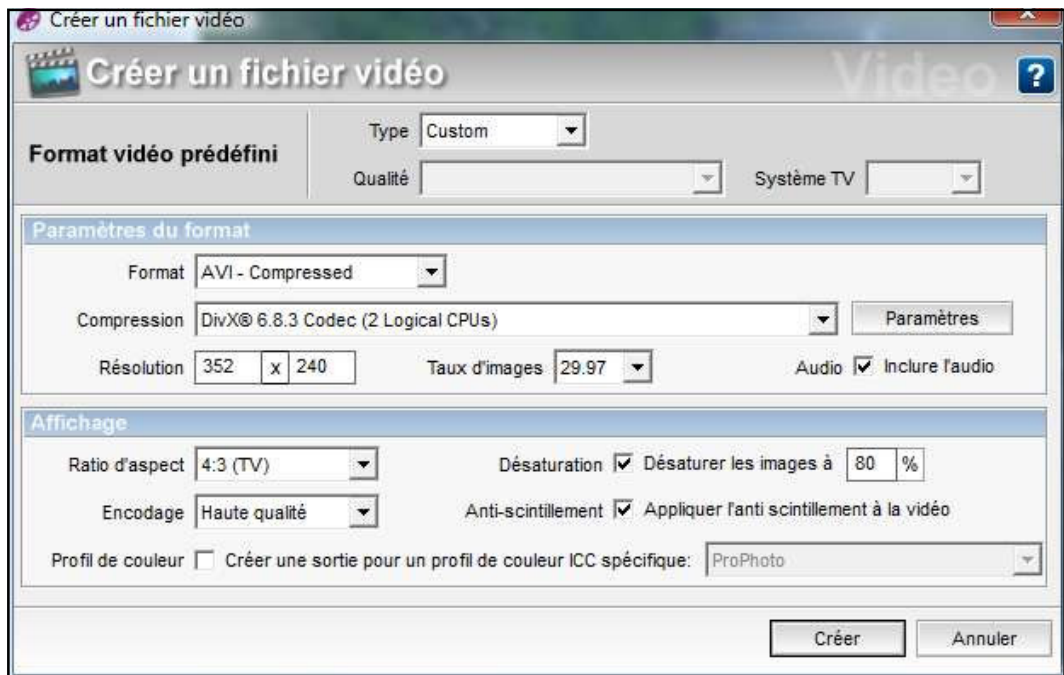 Créer un fichier vidéo
Créer un fichier vidéo Video ?
Type Custom
Format vidéo prédéfini
Qualité Système TV
Paramètres du format
Format AVI - Compressed
Compression DivX® 6.8.3 Codec (2 Logical CPUs) Paramètres
Résolution 352 x 240 Taux d'images 29.97 Audio Inclure l'audio
Affichage
Ratio d'aspect 4:3 (TV) Désaturation Désaturer les images à 80 %
Encodage Haute qualité Anti-scintillement Appliquer l'anti scintillement à la vidéo
Profil de couleur Créer une sortie pour un profil de couleur ICC spécifique: ProPhoto
Créer Annuler